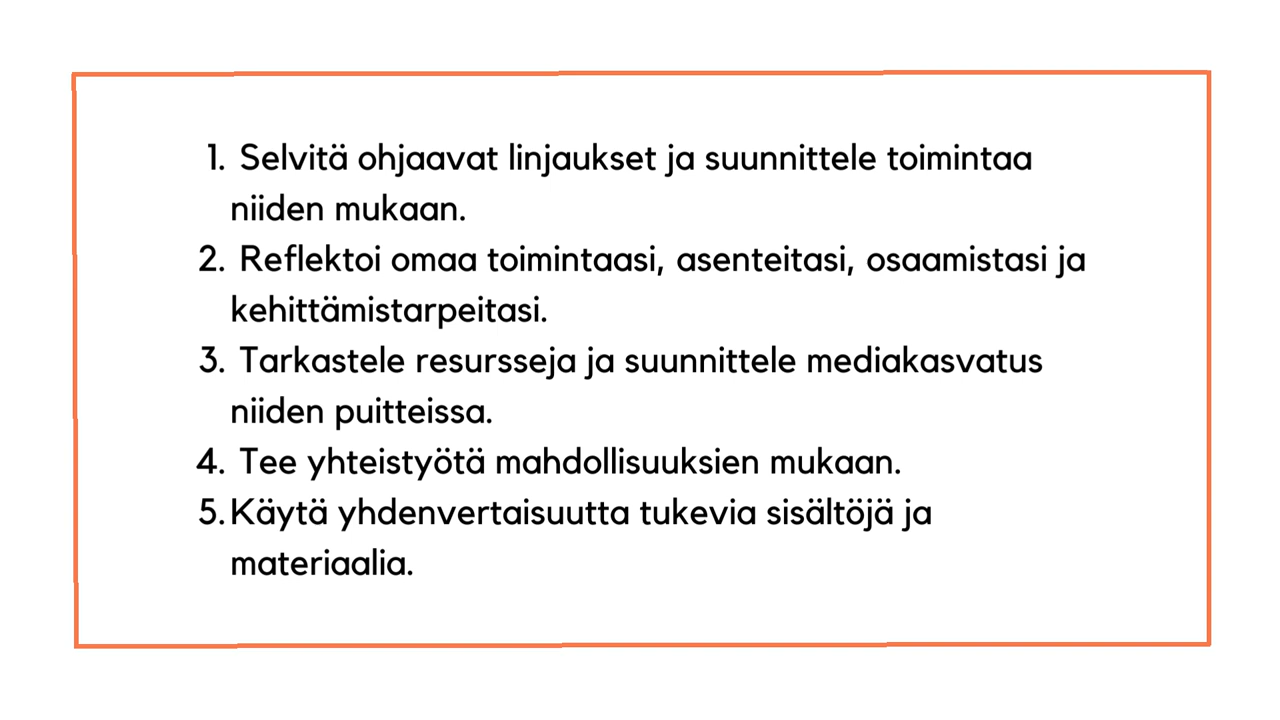 1. Selvitä ohjaavat linjaukset ja suunnittele toimintaa
niiden mukaan.
2. Reflektoi omaa toimintaasi, asenteitasi, osaamistasi ja
kehittämistarpeitasi.
3. Tarkastele resursseja ja suunnittele mediakasvatus
niiden puitteissa.
4. Tee yhteistyötä mahdollisuuksien mukaan.
5. Käytä yhdenvertaisuutta tukevia sisältöjä ja
materiaalia.